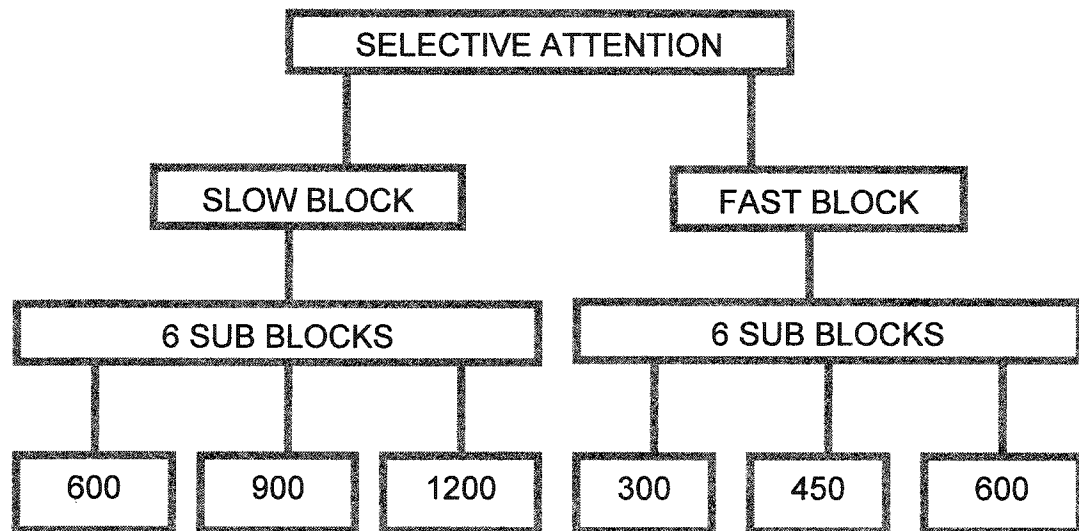 SELECTIVE ATTENTION
SLOW BLOCK
FAST BLOCK
6 SUB BLOCKS
6 SUB BLOCKS
600
900
1200
300
450
600